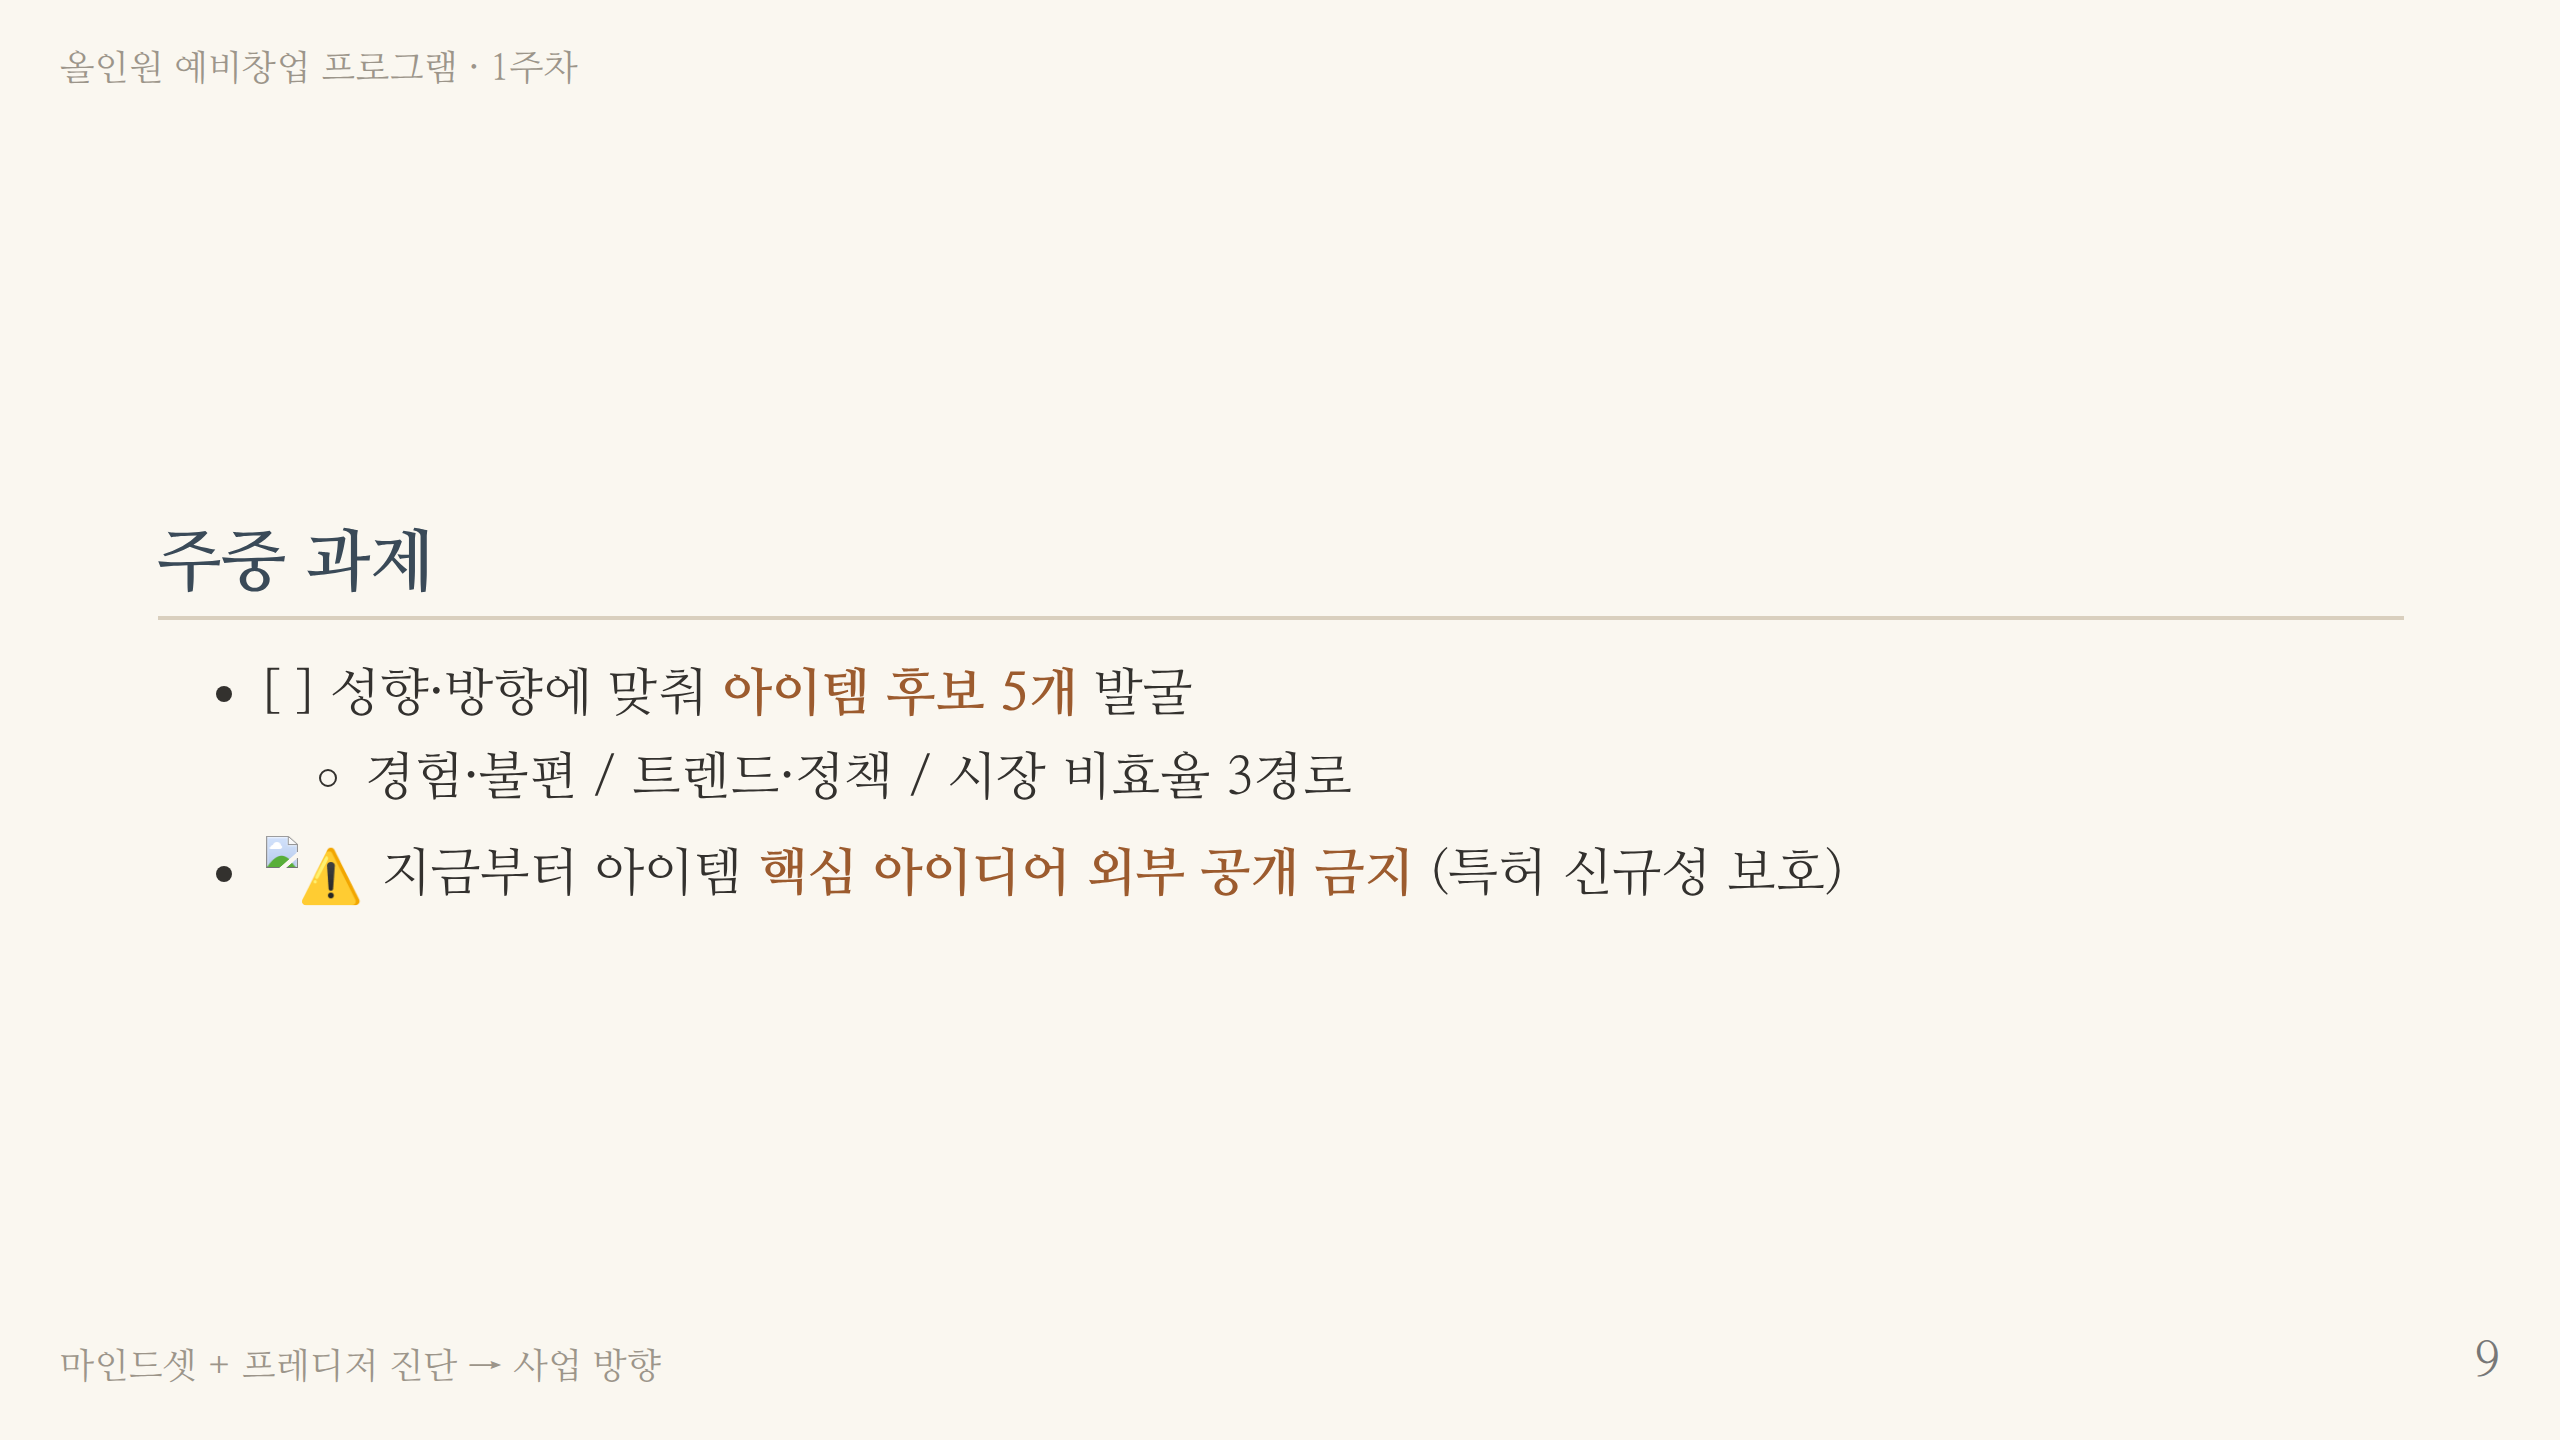 올인원 예비창업 프로그램 · 1주차
주중 과제
• [ ] 성향·방향에 맞춰 아이템 후보 5개 발굴
◦ 경험·불편 / 트렌드·정책 / 시장 비효율 3경로
• ⚠️ 지금부터 아이템 핵심 아이디어 외부 공개 금지 (특허 신규성 보호)
마인드셋 + 프레디저 진단 → 사업 방향
9